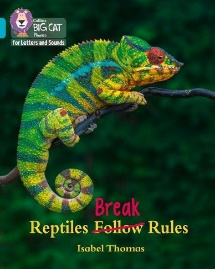 Collins
BIG CAT
Phonics
for Letters and Sounds
Break
Reptiles Follow Rules
Isabel Thomas